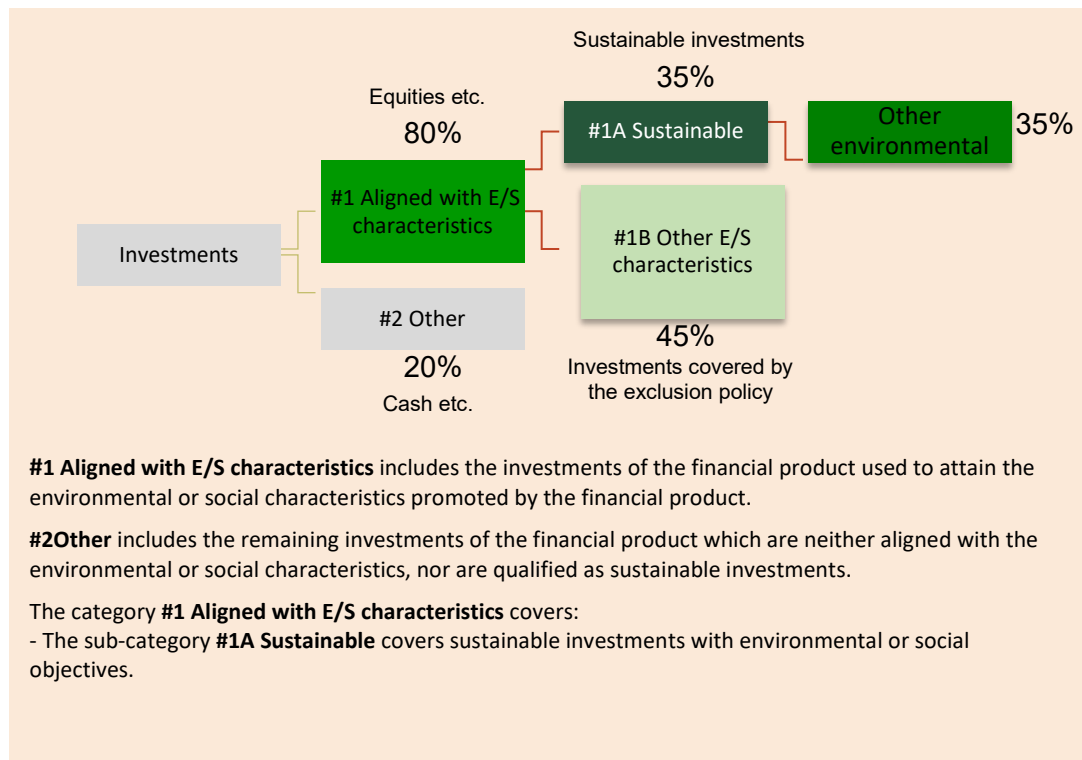 Sustainable investments
35%
Equities etc.
80%
#1A Sustainable
Other
environmental
35%
#1 Aligned with E/S
characteristics
Investments
#1B Other E/S
characteristics
#2 Other
20%
Cash etc.
45%
Investments covered by
the exclusion policy
#1 Aligned with E/S characteristics includes the investments of the financial product used to attain the
environmental or social characteristics promoted by the financial product.
#2Other includes the remaining investments of the financial product which are neither aligned with the
environmental or social characteristics, nor are qualified as sustainable investments.
The category #1 Aligned with E/S characteristics covers:
- The sub-category #1A Sustainable covers sustainable investments with environmental or social
objectives.